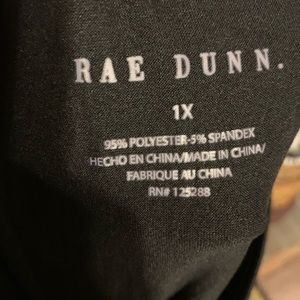 RAE DUNN.
1X
95% POLYESTER-5% SPANDEX
HECHO EN CHINA/MADE IN CHINA/
FABRIQUE AU CHINA
RN# 125288